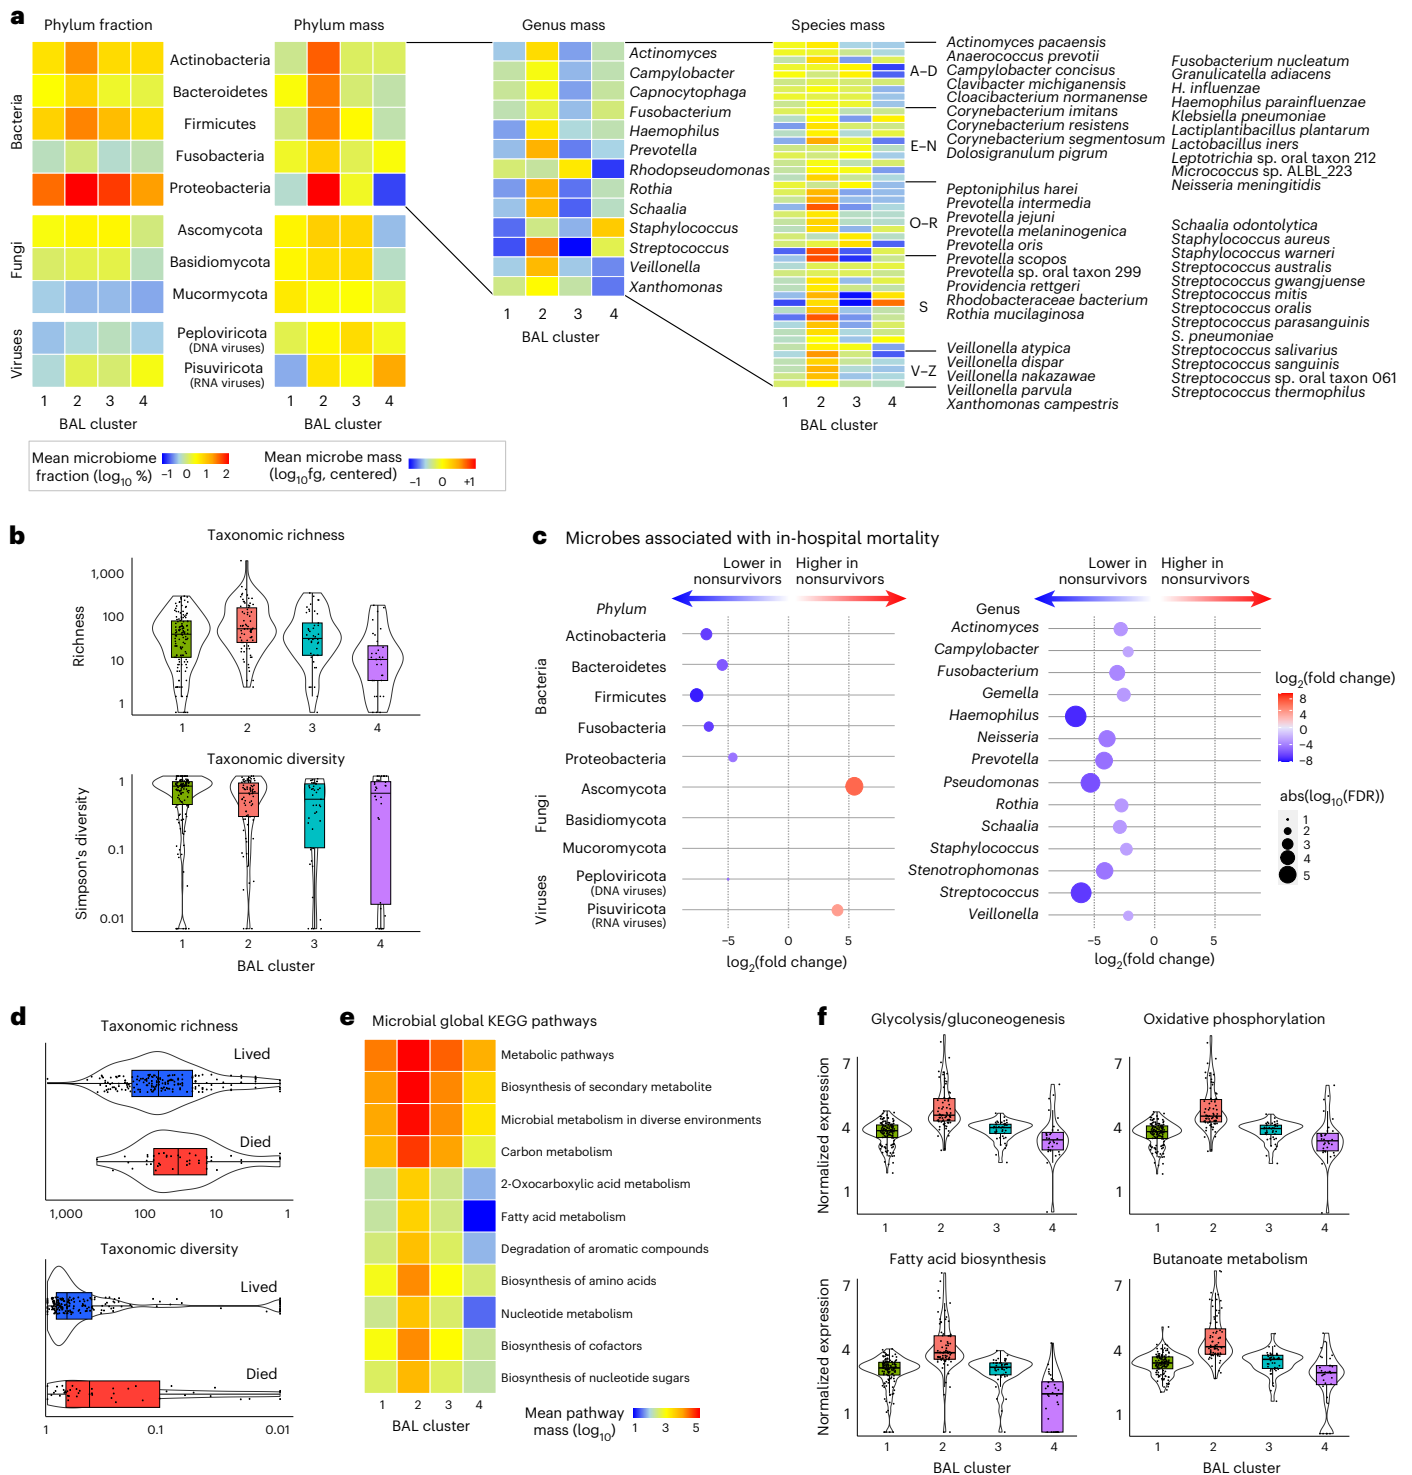 a
Phylum fraction
Phylum mass
Genus mass
Species mass
Bacteria
Actinobacteria
Bacteroidetes
Firmicutes
Fusobacteria
Proteobacteria
Fungi
Ascomycota
Basidiomycota
Mucormycota
Viruses
Peploviricota
(DNA viruses)
Pisuviricota
(RNA viruses)
1 2 3 4
BAL cluster
1 2 3 4
BAL cluster
Actinomyces
Campylobacter
Capnocytophaga
Fusobacterium
Haemophilus
Prevotella
Rhodopseudomonas
Rothia
Schaalia
Staphylococcus
Streptococcus
Veillonella
Xanthomonas
1 2 3 4
BAL cluster
A–D
E–N
O–R
S
V–Z
1 2 3 4
BAL cluster
Actinomyces pacaensis
Anaerococcus prevotii
Campylobacter concisus
Clavibacter michiganensis
Cloacibacterium normanense
Corynebacterium imitans
Corynebacterium resistens
Corynebacterium segmentosum
Dolosigranulum pigrum
Peptoniphilus harei
Prevotella intermedia
Prevotella jejuni
Prevotella melaninogenica
Prevotella oris
Prevotella scopos
Prevotella sp. oral taxon 299
Providencia rettgeri
Rhodobacteraceae bacterium
Rothia mucilaginosa
Veillonella atypica
Veillonella dispar
Veillonella nakazawae
Veillonella parvula
Xanthomonas campestris
Fusobacterium nucleatum
Granulicatella adiacens
H. influenzae
Haemophilus parainfluenzae
Klebsiella pneumoniae
Lactiplantibacillus plantarum
Lactobacillus iners
Leptotrichia sp. oral taxon 212
Micrococcus sp. ALBL_223
Neisseria meningitidis
Schaalia odontolytica
Staphylococcus aureus
Staphylococcus warneri
Streptococcus australis
Streptococcus gwangjuense
Streptococcus mitis
Streptococcus oralis
Streptococcus parasanguinis
S. pneumoniae
Streptococcus salivarius
Streptococcus sanguinis
Streptococcus sp. oral taxon 061
Streptococcus thermophilus
Mean microbiome
fraction (log10 %)
−1 0 1 2
Mean microbe mass
(log10fg, centered)
−1 0 +1
b
Taxonomic richness
Richness
1,000
100
10
1
1 2 3 4
Taxonomic diversity
Simpson's diversity
1
0.1
0.01
1 2 3 4
BAL cluster
c Microbes associated with in-hospital mortality
Lower in
nonsurvivors
Higher in
nonsurvivors
Phylum
Bacteria
Actinobacteria
Bacteroidetes
Firmicutes
Fusobacteria
Proteobacteria
Fungi
Ascomycota
Basidiomycota
Mucoromycota
Viruses
Peploviricota
(DNA viruses)
Pisuviricota
(RNA viruses)
−5 0 5
log2(fold change)
Lower in
nonsurvivors
Higher in
nonsurvivors
Genus
Actinomyces
Campylobacter
Fusobacterium
Gemella
Haemophilus
Neisseria
Prevotella
Pseudomonas
Rothia
Schaalia
Staphylococcus
Stenotrophomonas
Streptococcus
Veillonella
−5 0 5
log2(fold change)
log2(fold change)
8
4
0
−4
−8
abs(log10(FDR))
1
2
3
4
5
d
Taxonomic richness
Lived
Died
1,000 100 10 1
Taxonomic diversity
Lived
Died
1 0.1 0.01
e Microbial global KEGG pathways
Metabolic pathways
Biosynthesis of secondary metabolite
Microbial metabolism in diverse environments
Carbon metabolism
2-Oxocarboxylic acid metabolism
Fatty acid metabolism
Degradation of aromatic compounds
Biosynthesis of amino acids
Nucleotide metabolism
Biosynthesis of cofactors
Biosynthesis of nucleotide sugars
1 2 3 4
BAL cluster
Mean pathway
mass (log10)
1 3 5
f
Glycolysis/gluconeogenesis
Normalized expression
7
4
1
1 2 3 4
Oxidative phosphorylation
7
4
1
1 2 3 4
Fatty acid biosynthesis
Normalized expression
7
4
1
1 2 3 4
BAL cluster
Butanoate metabolism
7
4
1
1 2 3 4
BAL cluster